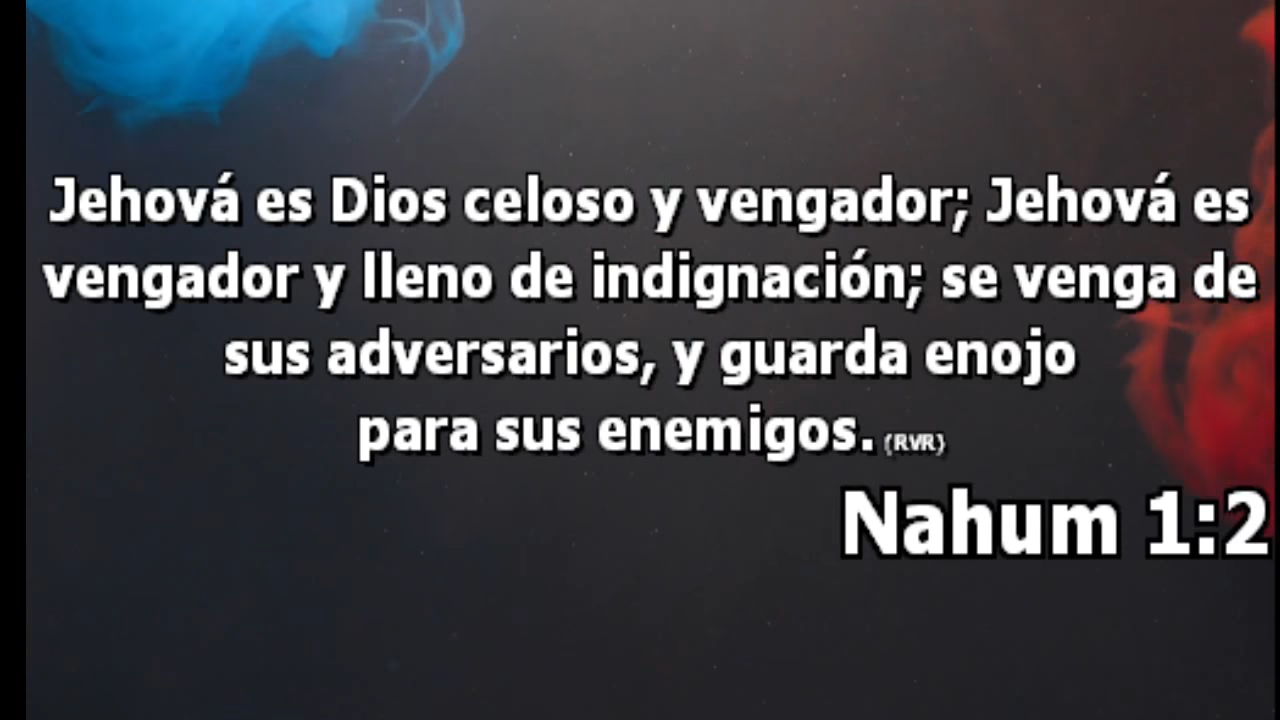 Jehová es Dios celoso y vengador; Jehová es
vengador y lleno de indignación; se venga de
sus adversarios, y guarda enojo
para sus enemigos. (RVR)
Nahum 1:2